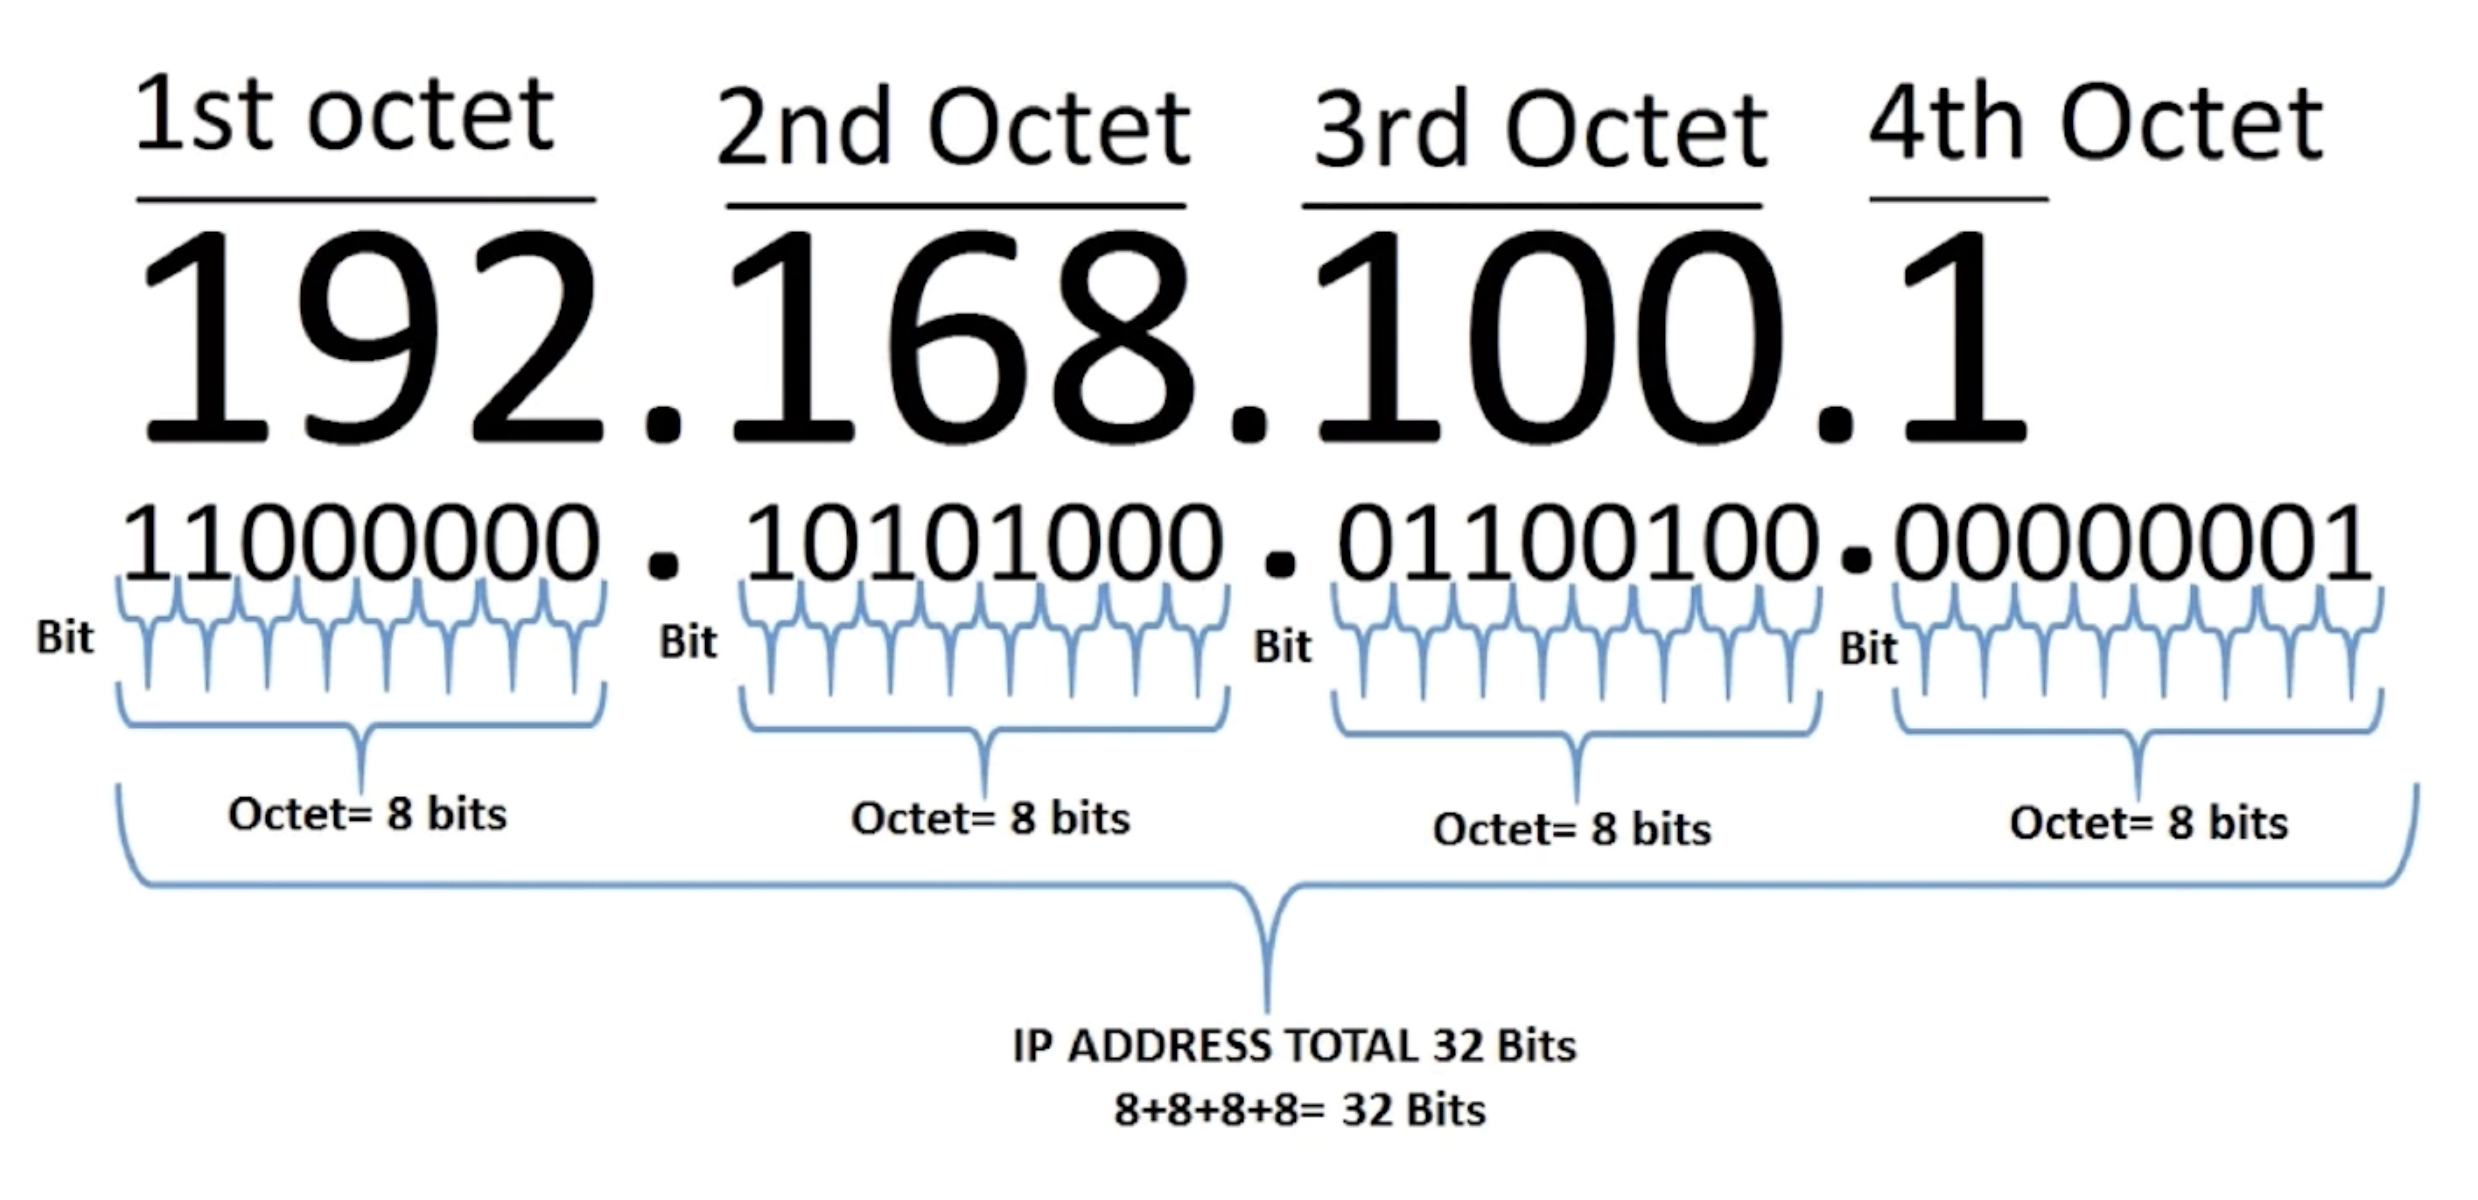 1st octet 2nd Octet 3rd Octet 4th Octet
192.168.100.1
11000000 . 10101000 . 01100100 . 00000001
Bit Bit Bit Bit
Octet= 8 bits Octet= 8 bits Octet= 8 bits Octet= 8 bits
IP ADDRESS TOTAL 32 Bits
8+8+8+8= 32 Bits